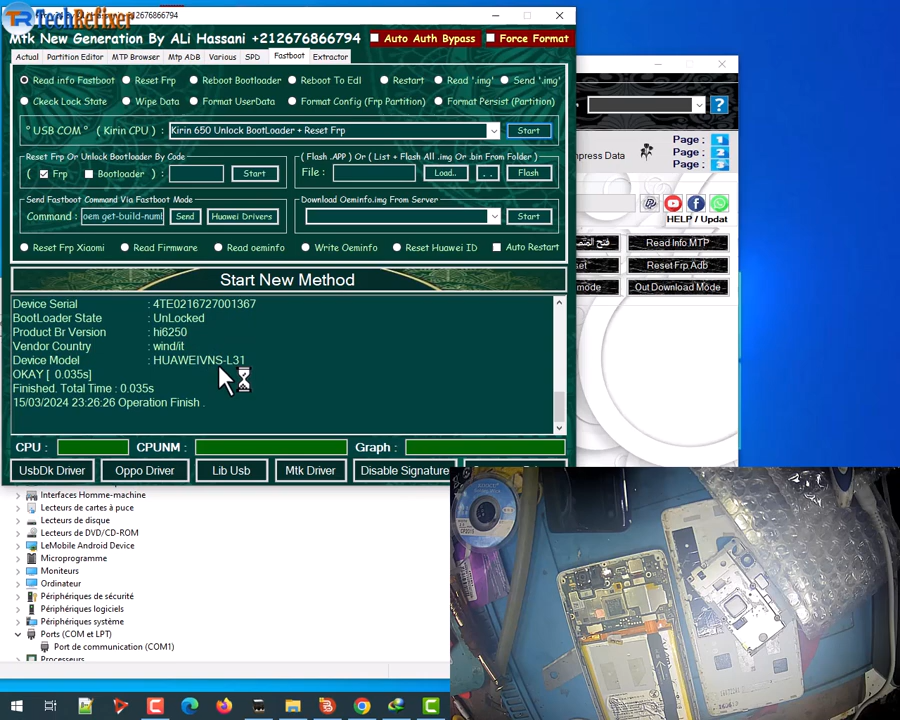 TechRefixer
Mtk New Generation By ALi Hassani +212676866794
Auto Auth Bypass
Force Format
Actual
Partition Editor
MTP Browser
Mtp ADB
Various
SPD
Fastboot
Extractor
Read info Fastboot
Reset Frp
Reboot Bootloader
Reboot To Edl
Restart
Read '.img'
Send '.img'
Check Lock State
Wipe Data
Format UserData
Format Config (Frp Partition)
Format Persist (Partition)
° USB COM ° ( Kirin CPU ) :
Kirin 650 Unlock BootLoader + Reset Frp
Start
Reset Frp Or Unlock Bootloader By Code
( Flash .APP ) Or ( List + Flash All .img Or .bin From Folder )
( Frp
Bootloader ) :
Start
File :
Load..
. .
Flash
Send Fastboot Command Via Fastboot Mode
Download Oeminfo.img From Server
Command :
oem get-build-numb
Send
Huawei Drivers
Start
Reset Frp Xiaomi
Read Firmware
Read oeminfo
Write Oeminfo
Reset Huawei ID
Auto Restart
Start New Method
Device Serial : 4TE0216727001367
BootLoader State : UnLocked
Product Br Version : hi6250
Vendor Country : wind/it
Device Model : HUAWEIVNS-L31
OKAY [ 0.035s]
Finished. Total Time : 0.035s
15/03/2024 23:26:26 Operation Finish .
CPU :
CPUNM :
Graph :
UsbDk Driver
Oppo Driver
Lib Usb
Mtk Driver
Disable Signature
?
Page : 1
Page : 2
Page : 3
mpress Data
HELP / Updat
Read Info MTP
Reset Frp Adb
mode
Out Download Mode
Interfaces Homme-machine
Lecteurs de cartes à puce
Lecteurs de disque
Lecteurs de DVD/CD-ROM
LeMobile Android Device
Microprogramme
Moniteurs
Ordinateur
Périphériques de sécurité
Périphériques logiciels
Périphériques système
Ports (COM et LPT)
Port de communication (COM1)
Processeurs